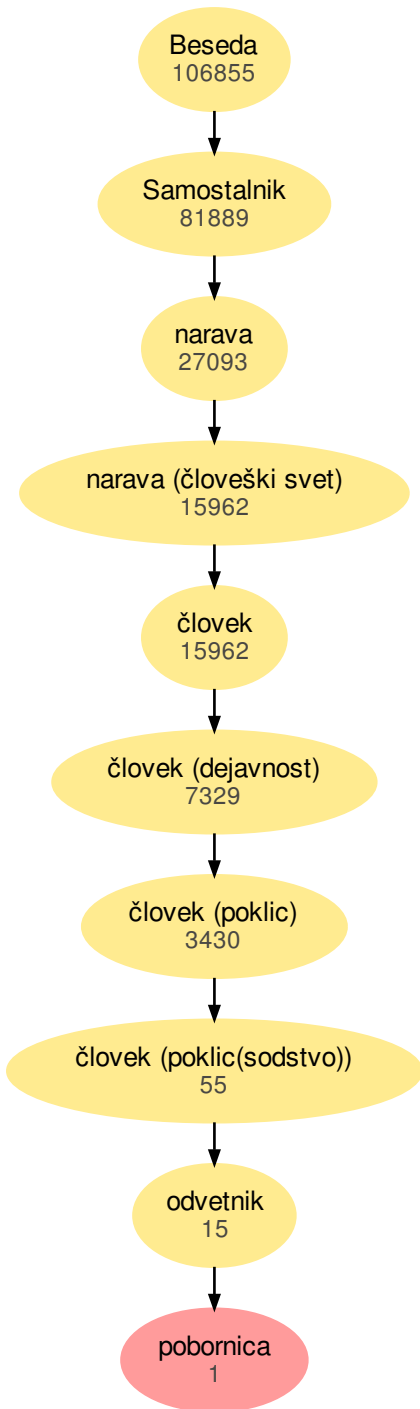 Beseda
106855
Samostalnik
81889
narava
27093
narava (človeški svet)
15962
človek
15962
človek (dejavnost)
7329
človek (poklic)
3430
človek (poklic(sodstvo))
55
odvetnik
15
pobornica
1